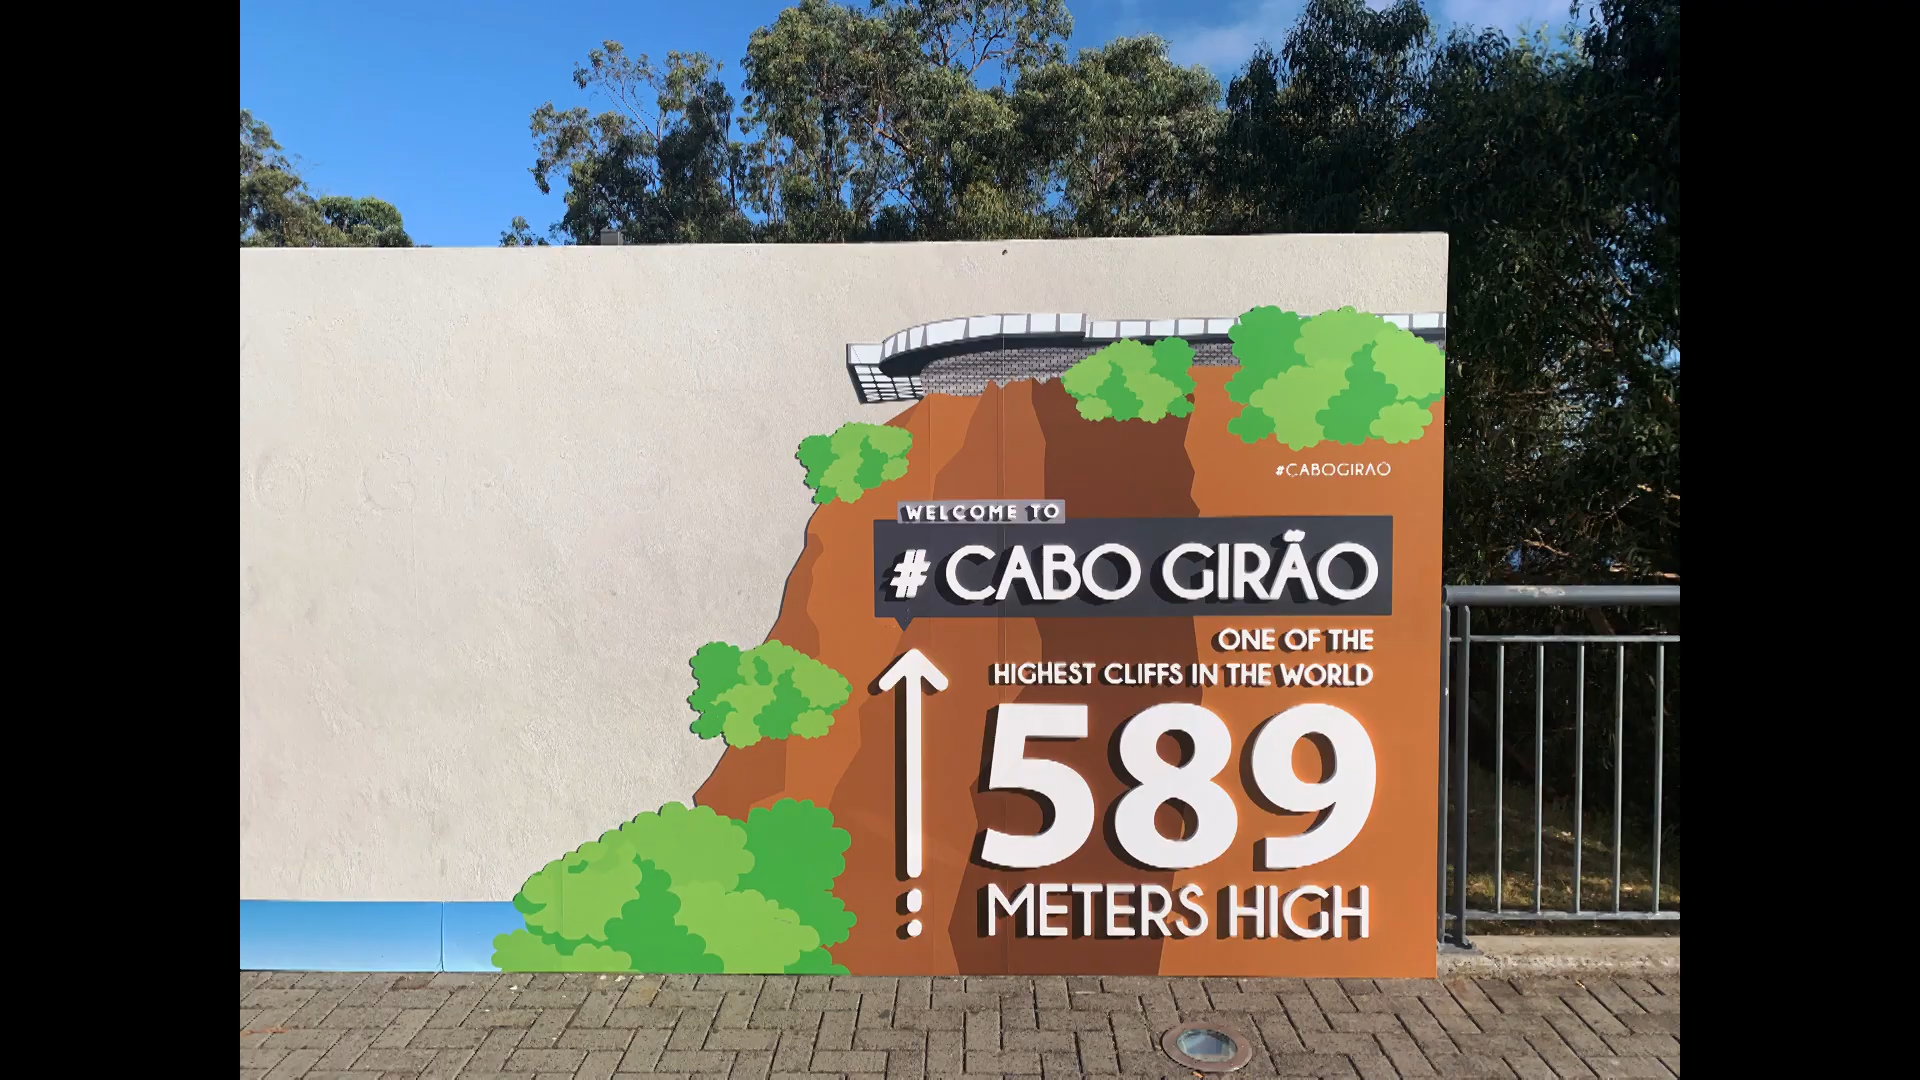 #CABOGIRAO
WELCOME TO
# CABO GIRÃO
ONE OF THE
HIGHEST CLIFFS IN THE WORLD
589
METERS HIGH